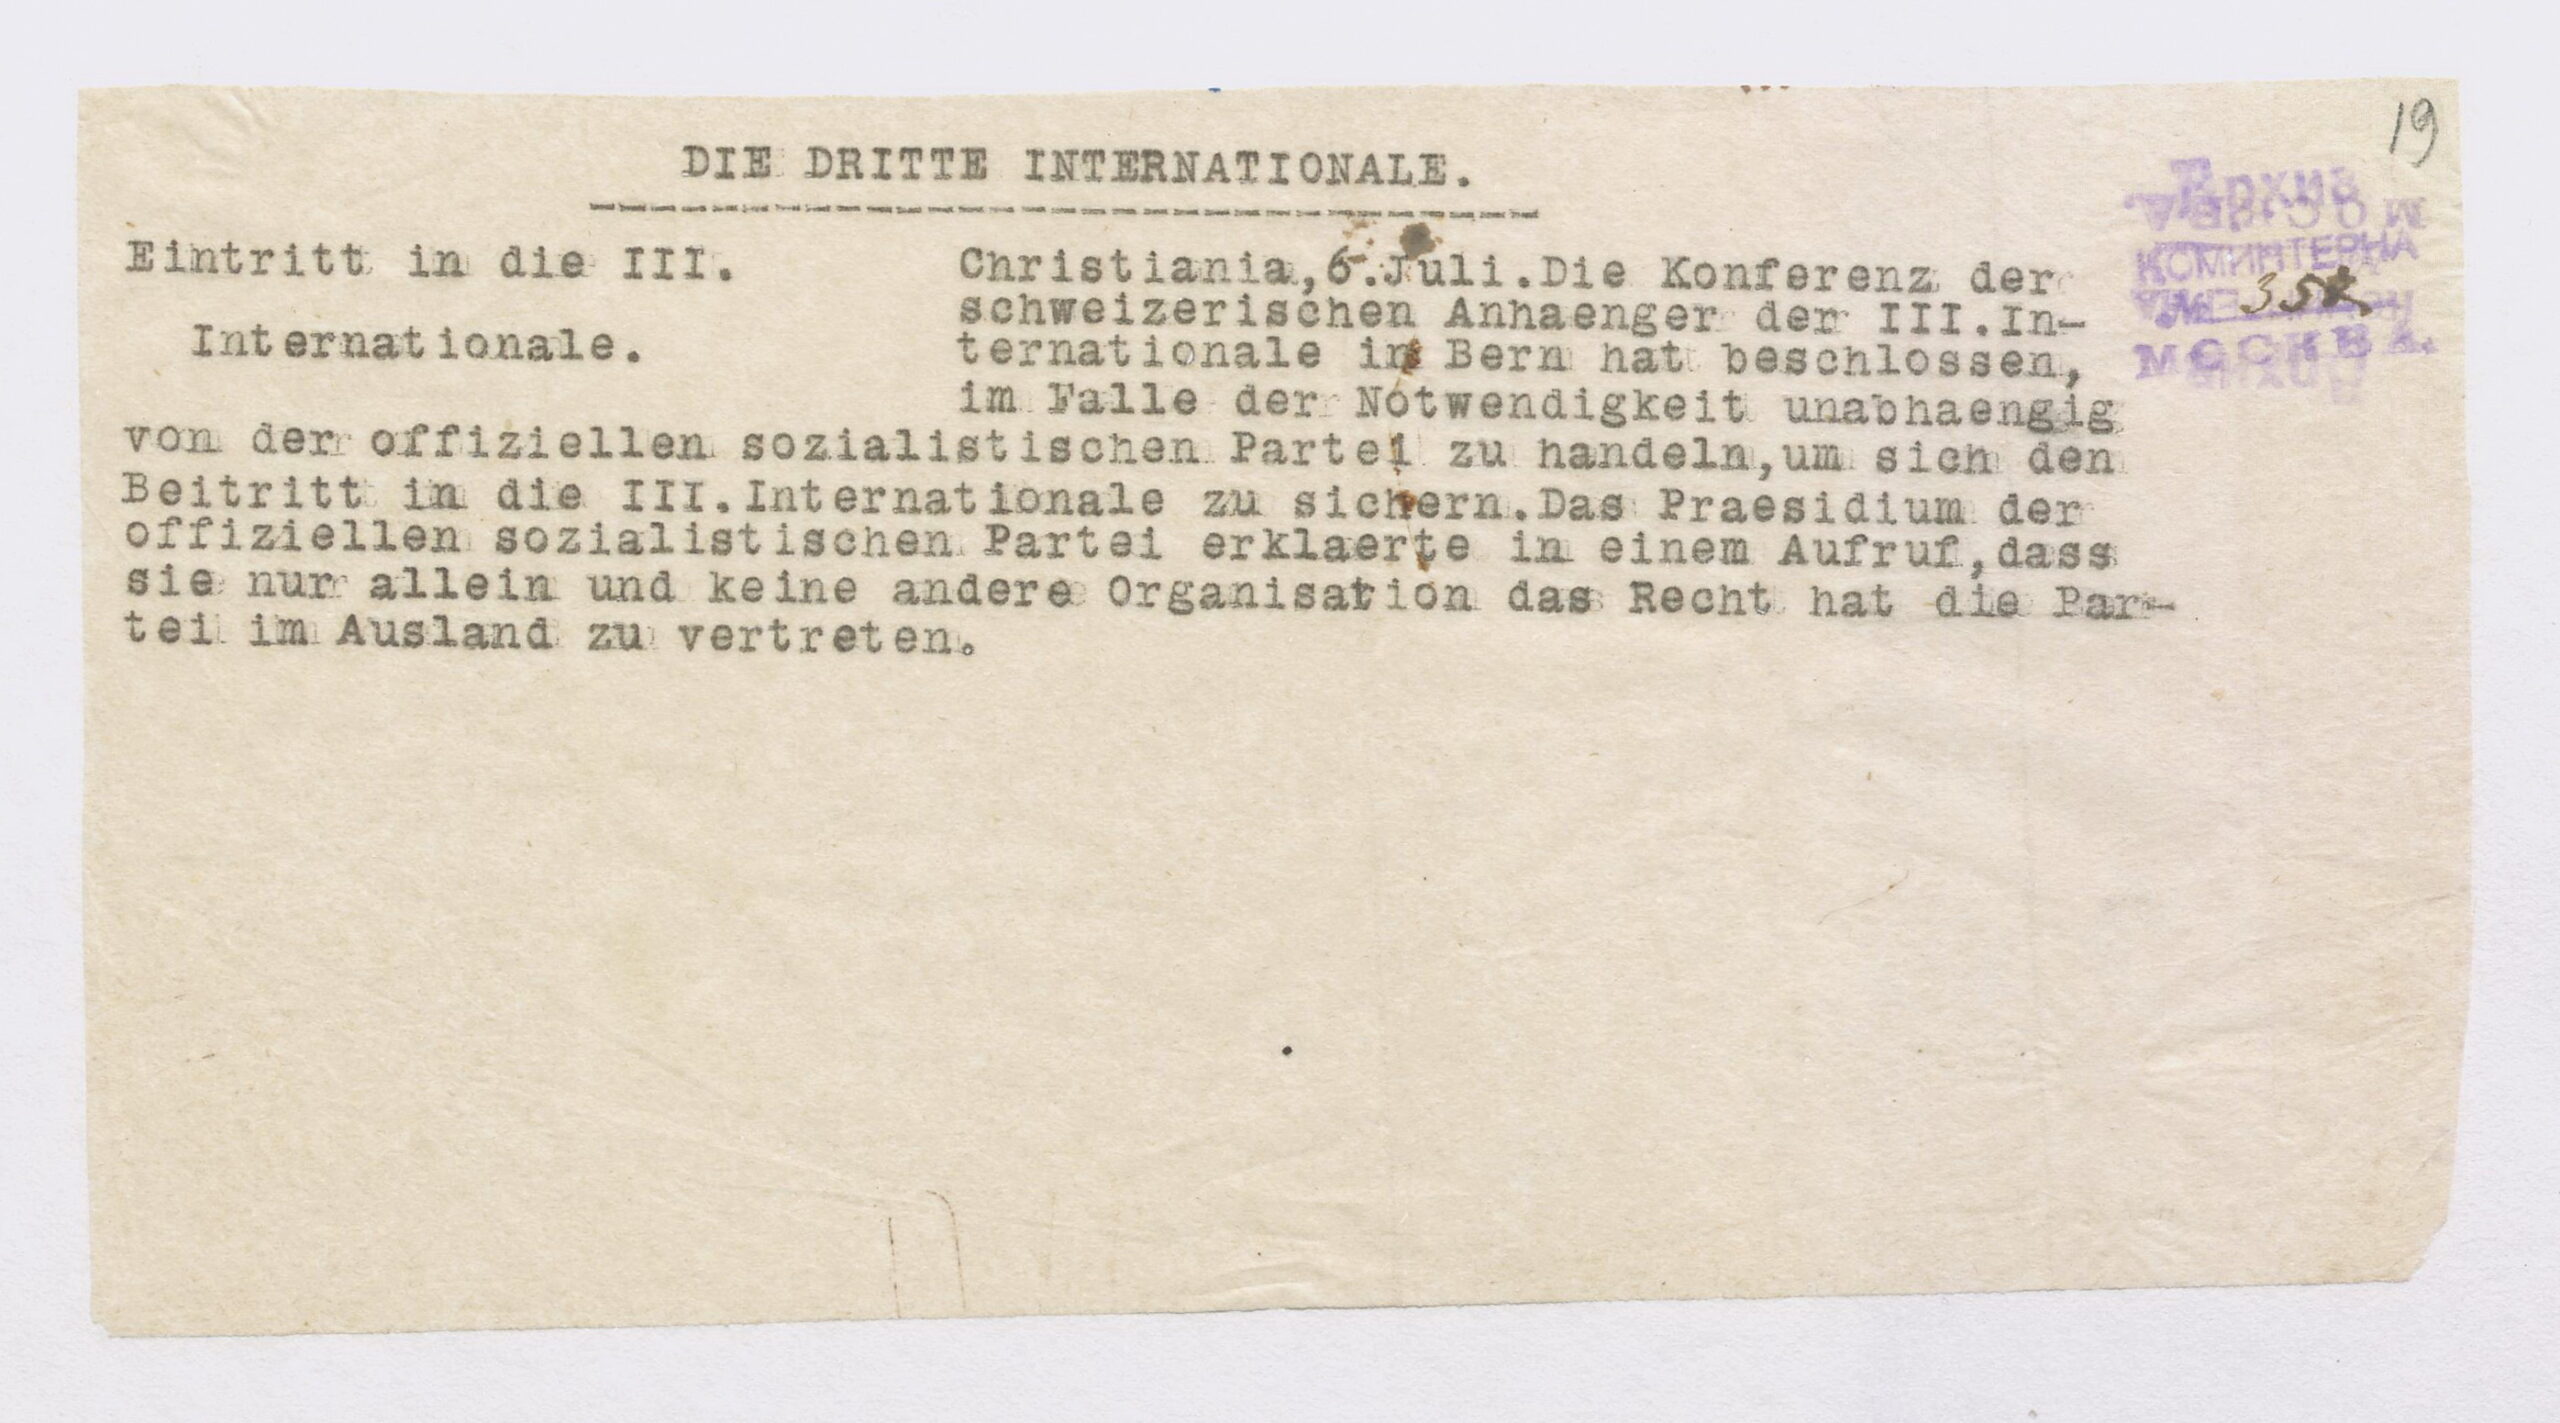 19
DIE DRITTE INTERNATIONALE.
Eintritt in die III.
Internationale.
Christiania,6.Juli.Die Konferenz der
schweizerischen Anhaenger der III.In-
ternationale in Bern hat beschlossen,
im Falle der Notwendigkeit unabhaengig
von der offiziellen sozialistischen Partei zu handeln,um sich den
Beitritt in die III.Internationale zu sichern.Das Praesidium der
offiziellen sozialistischen Partei erklaerte in einem Aufruf,dass
sie nur allein und keine andere Organisation das Recht hat die Par-
tei im Ausland zu vertreten.
Архив
КОМИНТЕРНА
МОСКВА.